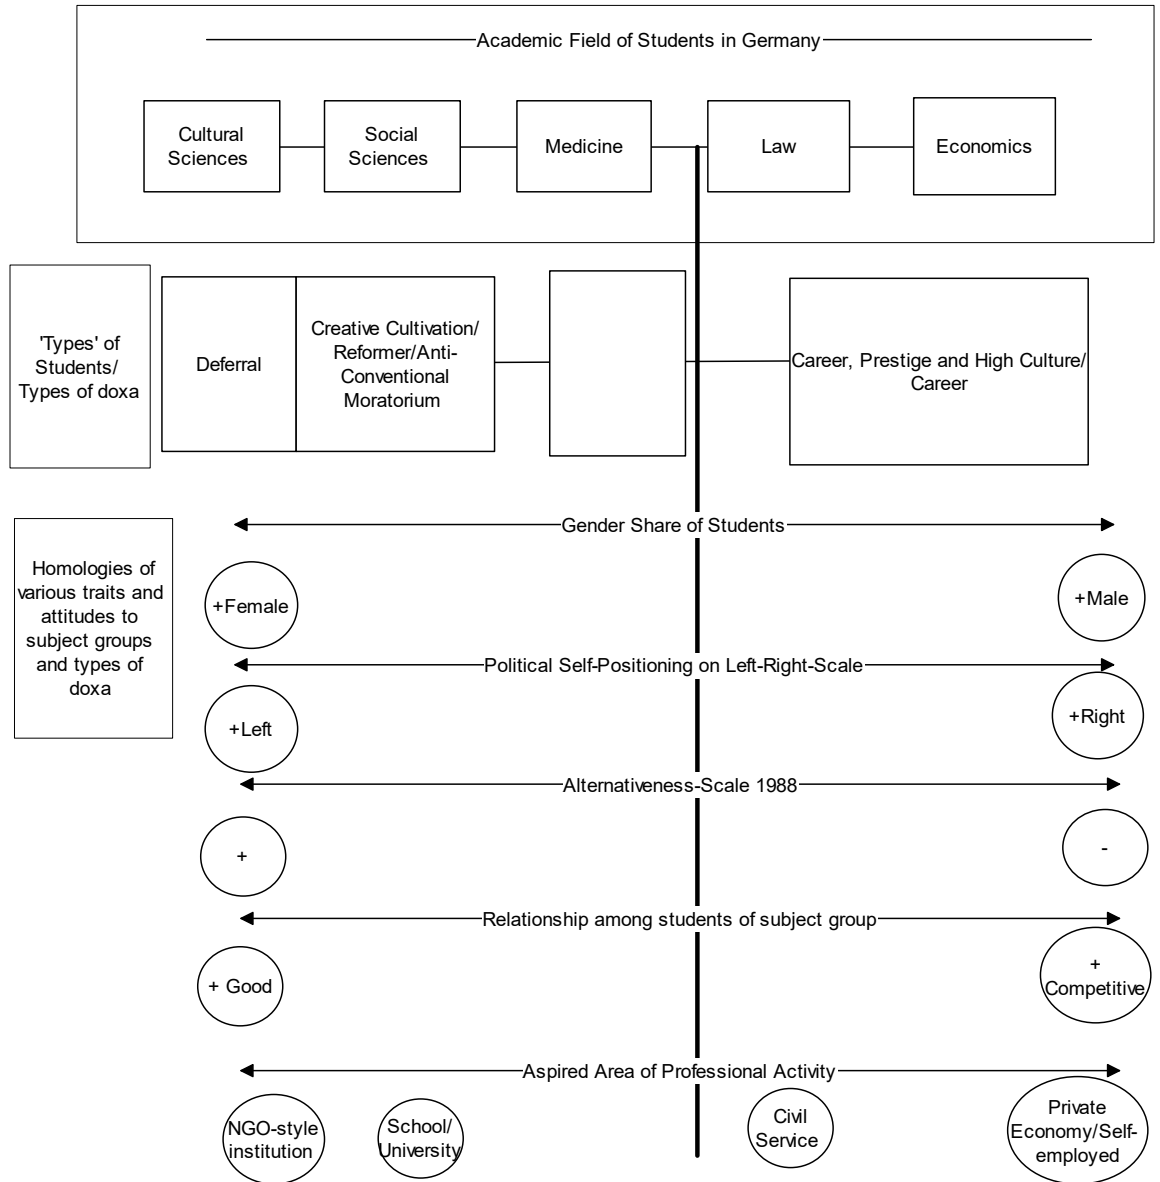 Academic Field of Students in Germany
Cultural
Sciences
Social
Sciences
Medicine
Law
Economics
'Types' of
Students/
Types of doxa
Deferral
Creative Cultivation/
Reformer/Anti-
Conventional
Moratorium
Career, Prestige and High Culture/
Career
Homologies of
various traits and
attitudes to
subject groups
and types of
doxa
Gender Share of Students
+Female
+Male
Political Self-Positioning on Left-Right-Scale
+Left
+Right
Alternativeness-Scale 1988
+
-
Relationship among students of subject group
+ Good
+
Competitive
Aspired Area of Professional Activity
NGO-style
institution
School/
University
Civil
Service
Private
Economy/Self-
employed